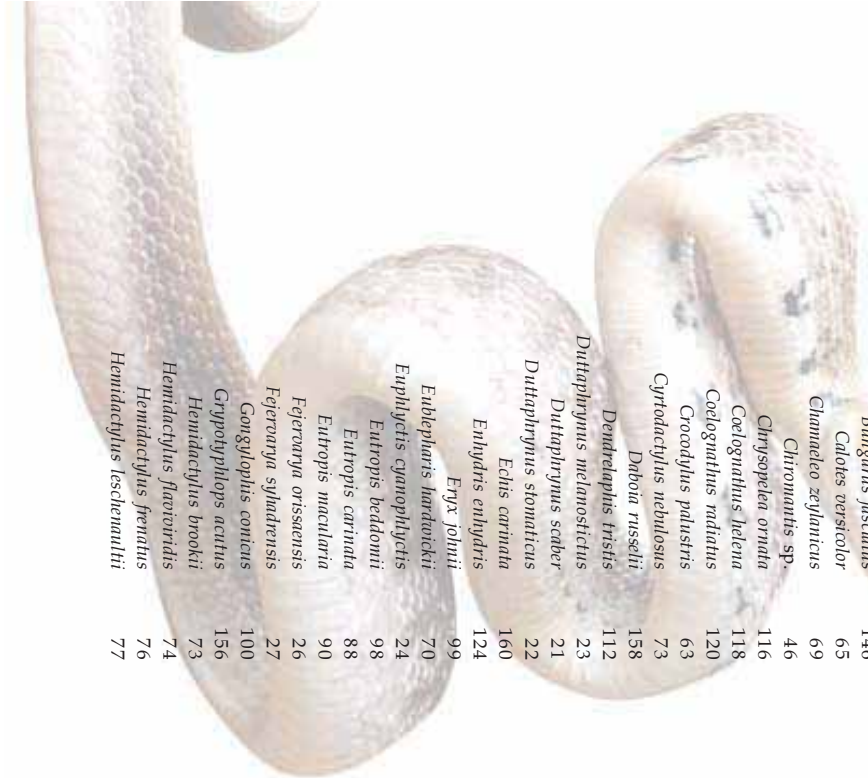 Calotes versicolor 65
Chamaeleo zeylanicus 69
Chiromantis sp. 46
Chrysopelea ornata 116
Coelognathus helena 118
Coelognathus radiatus 120
Crocodylus palustris 63
Cyrtodactylus nebulosus 73
Daboia russelii 158
Dendrelaphis tristis 112
Duttaphrynus melanostictus 23
Duttaphrynus scaber 21
Duttaphrynus stomaticus 22
Echis carinata 160
Enhydris enhydris 124
Eryx johnii 99
Eublepharis hardwickii 70
Euphlyctis cyanophlyctis 24
Eutropis beddomii 98
Eutropis carinata 88
Eutropis macularia 90
Fejervarya orissaensis 26
Fejervarya syhadrensis 27
Gongylophis conicus 100
Grypotyphlops acutus 156
Hemidactylus brookii 73
Hemidactylus flaviviridis 74
Hemidactylus frenatus 76
Hemidactylus leschenaultii 77